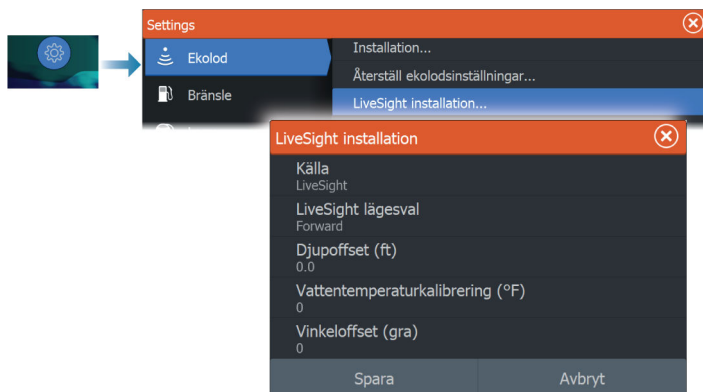 Settings
Ekolod
Bränsle
Installation...
Återställ ekolodsinställningar...
LiveSight installation...
LiveSight installation
Källa
LiveSight
LiveSight lägesval
Forward
Djupoffset (ft)
0.0
Vattentemperaturkalibrering (°F)
0
Vinkeloffset (gra)
0
Spara
Avbryt